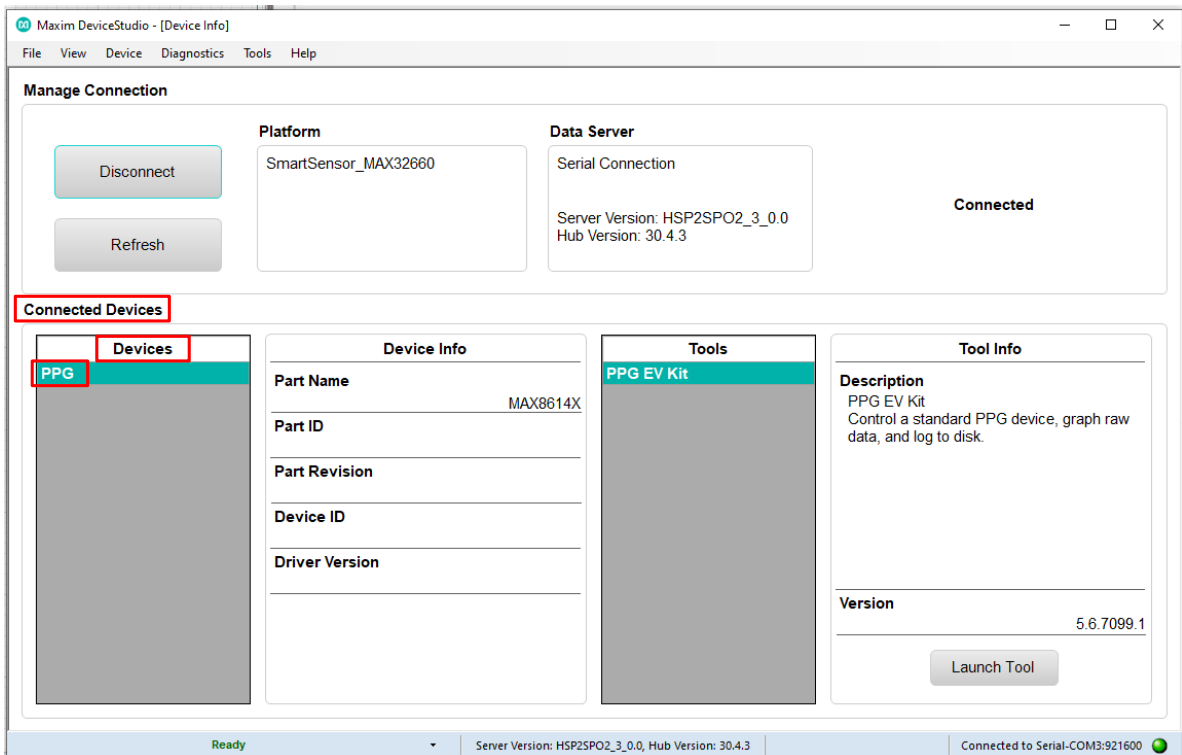 Maxim DeviceStudio - [Device Info]
File View Device Diagnostics Tools Help
Manage Connection
Disconnect
Refresh
Platform
SmartSensor_MAX32660
Data Server
Serial Connection
Server Version: HSP2SPO2_3_0.0
Hub Version: 30.4.3
Connected
Connected Devices
Devices
PPG
Device Info
Part Name
MAX8614X
Part ID
Part Revision
Device ID
Driver Version
Tools
PPG EV Kit
Tool Info
Description
PPG EV Kit
Control a standard PPG device, graph raw
data, and log to disk.
Version
5.6.7099.1
Launch Tool
Ready
Server Version: HSP2SPO2_3_0.0, Hub Version: 30.4.3
Connected to Serial-COM3:921600